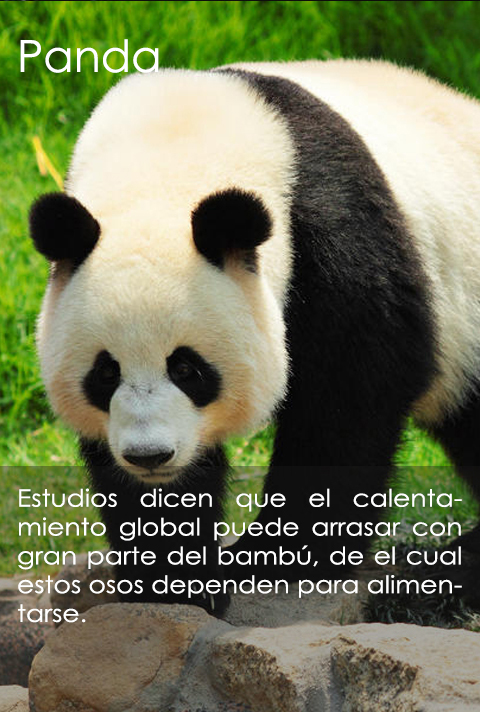 Panda
Estudios dicen que el calenta-
miento global puede arrasar con
gran parte del bambú, de el cual
estos osos dependen para alimen-
tarse.